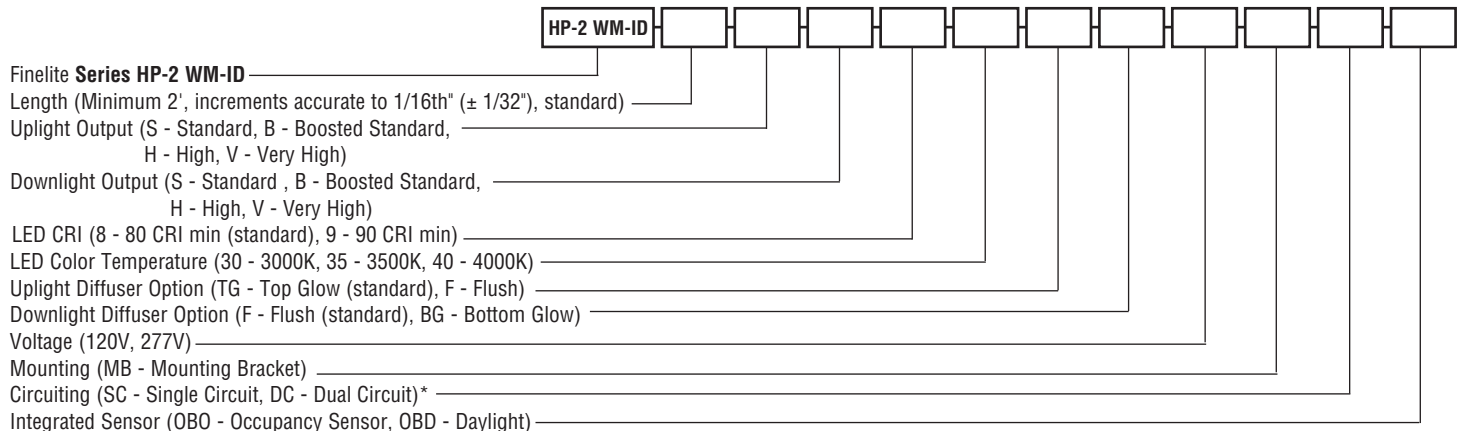 HP-2 WM-ID
Finelite Series HP-2 WM-ID
Length (Minimum 2', increments accurate to 1/16th" (± 1/32"), standard)
Uplight Output (S - Standard, B - Boosted Standard,
H - High, V - Very High)
Downlight Output (S - Standard , B - Boosted Standard,
H - High, V - Very High)
LED CRI (8 - 80 CRI min (standard), 9 - 90 CRI min)
LED Color Temperature (30 - 3000K, 35 - 3500K, 40 - 4000K)
Uplight Diffuser Option (TG - Top Glow (standard), F - Flush)
Downlight Diffuser Option (F - Flush (standard), BG - Bottom Glow)
Voltage (120V, 277V)
Mounting (MB - Mounting Bracket)
Circuiting (SC - Single Circuit, DC - Dual Circuit)*
Integrated Sensor (OBO - Occupancy Sensor, OBD - Daylight)